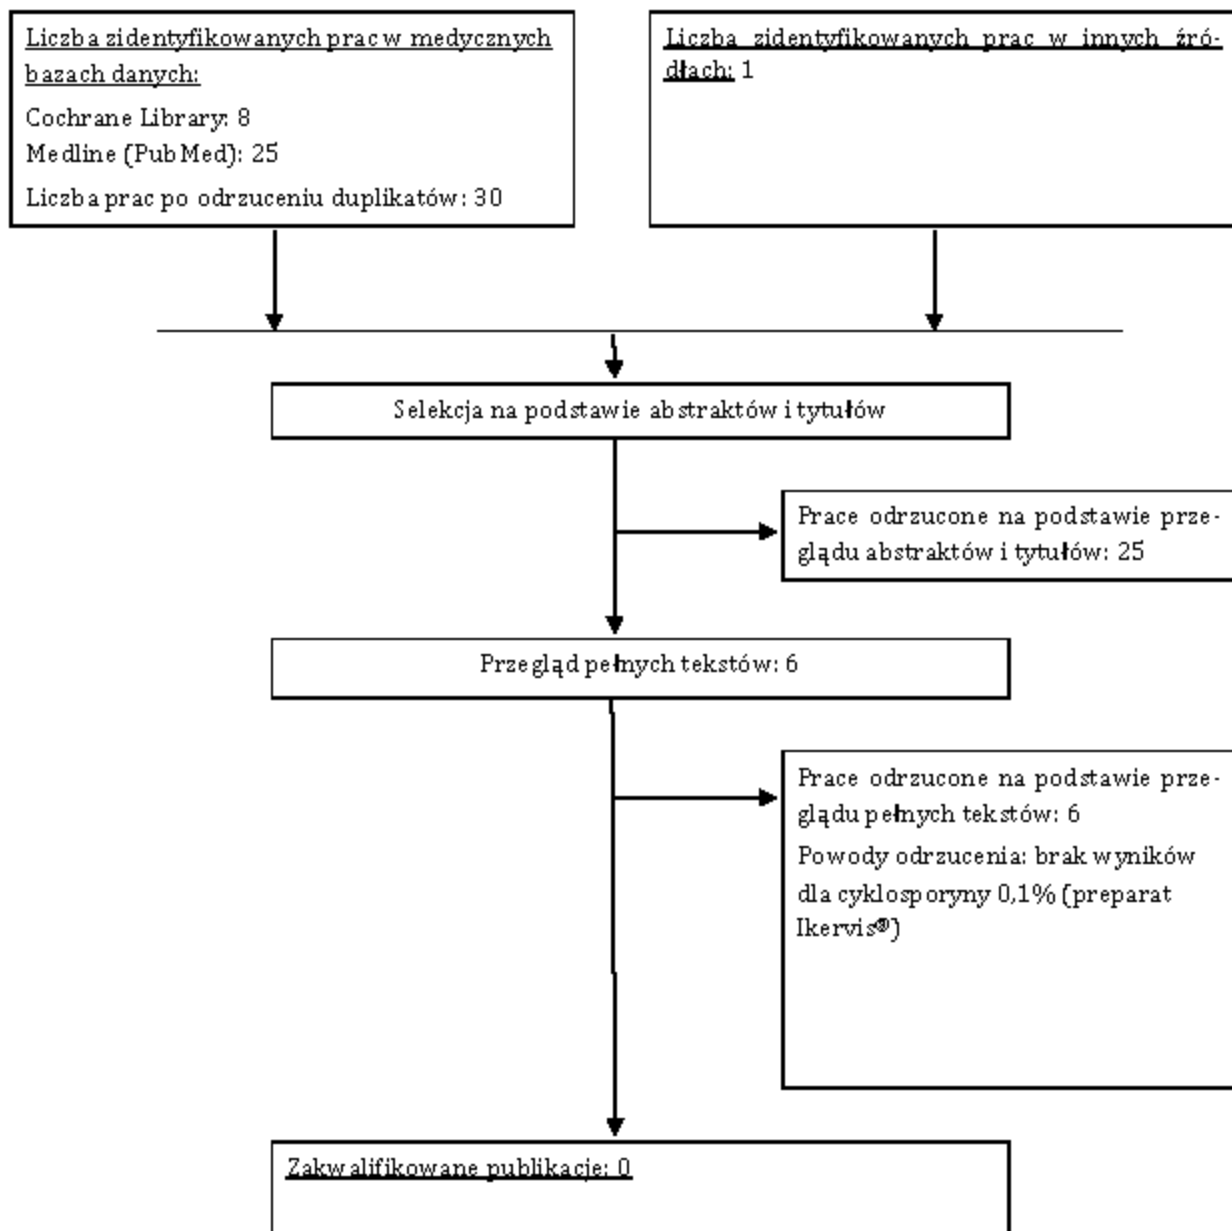 Liczba zidentyfikowanych prac w medycznych
bazach danych:
Cochrane Library: 8
Medline (PubMed): 25
Liczba prac po odrzuceniu duplikatów: 30
Liczba zidentyfikowanych prac w innych źró-
dłach: 1
Selekcja na podstawie abstraktów i tytułów
Prace odrzucone na podstawie prze-
glądu abstraktów i tytułów: 25
Przegląd pełnych tekstów: 6
Prace odrzucone na podstawie prze-
glądu pełnych tekstów: 6
Powody odrzucenia: brak wyników
dla cyklosporyny 0,1% (preparat
Ikervis®)
Zakwalifikowane publikacje: 0